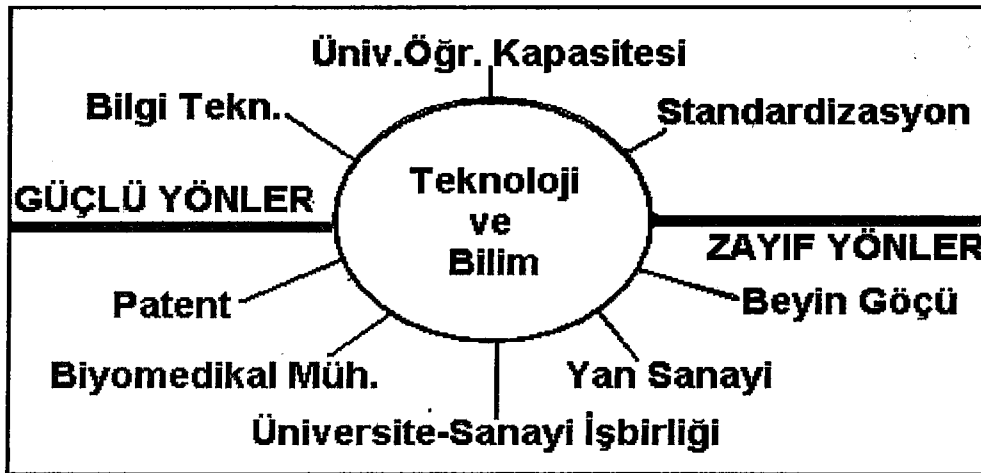 Üniv.Öğr. Kapasitesi
Bilgi Tekn.
Standardizasyon
Teknoloji
ve
Bilim
GÜÇLÜ YÖNLER
ZAYIF YÖNLER
Patent
Beyin Göçü
Biyomedikal Müh.
Yan Sanayi
Üniversite-Sanayi İşbirliği